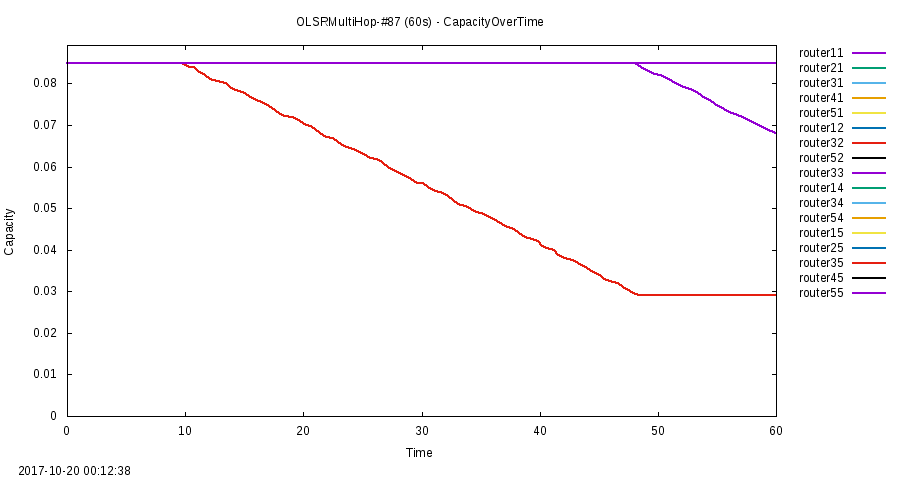 OLSRMultiHop-#87 (60s) - CapacityOverTime
router11
router21
router31
router41
router51
router12
router32
router52
router33
router14
router34
router54
router15
router25
router35
router45
router55
Capacity
0.08
0.07
0.06
0.05
0.04
0.03
0.02
0.01
0
0 10 20 30 40 50 60
Time
2017-10-20 00:12:38